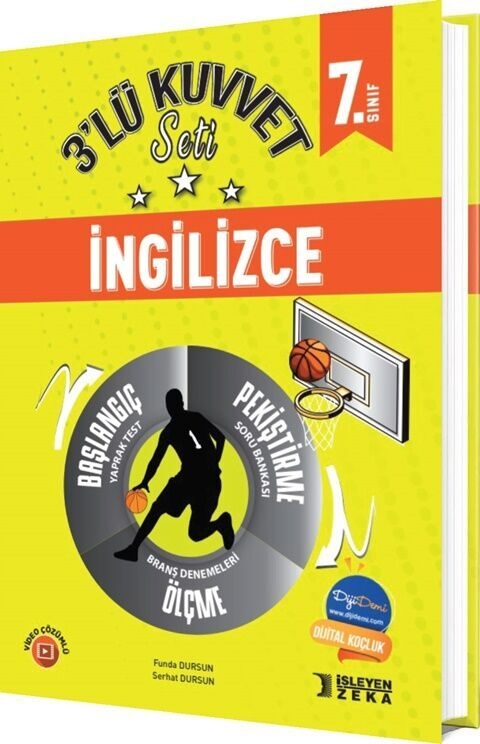 3'LÜ KUVVET
Seti
7.
SINIF
İNGİLİZCE
BAŞLANGIÇ
YAPRAK TEST
PEKİŞTİRME
SORU BANKASI
1
BRANŞ DENEMELERİ
ÖLÇME
VİDEO ÇÖZÜMLÜ
Funda DURSUN
Serhat DURSUN
DijiDemi
www.dijidemi.com
DİJİTAL KOÇLUK
İŞLEYEN
ZEKA